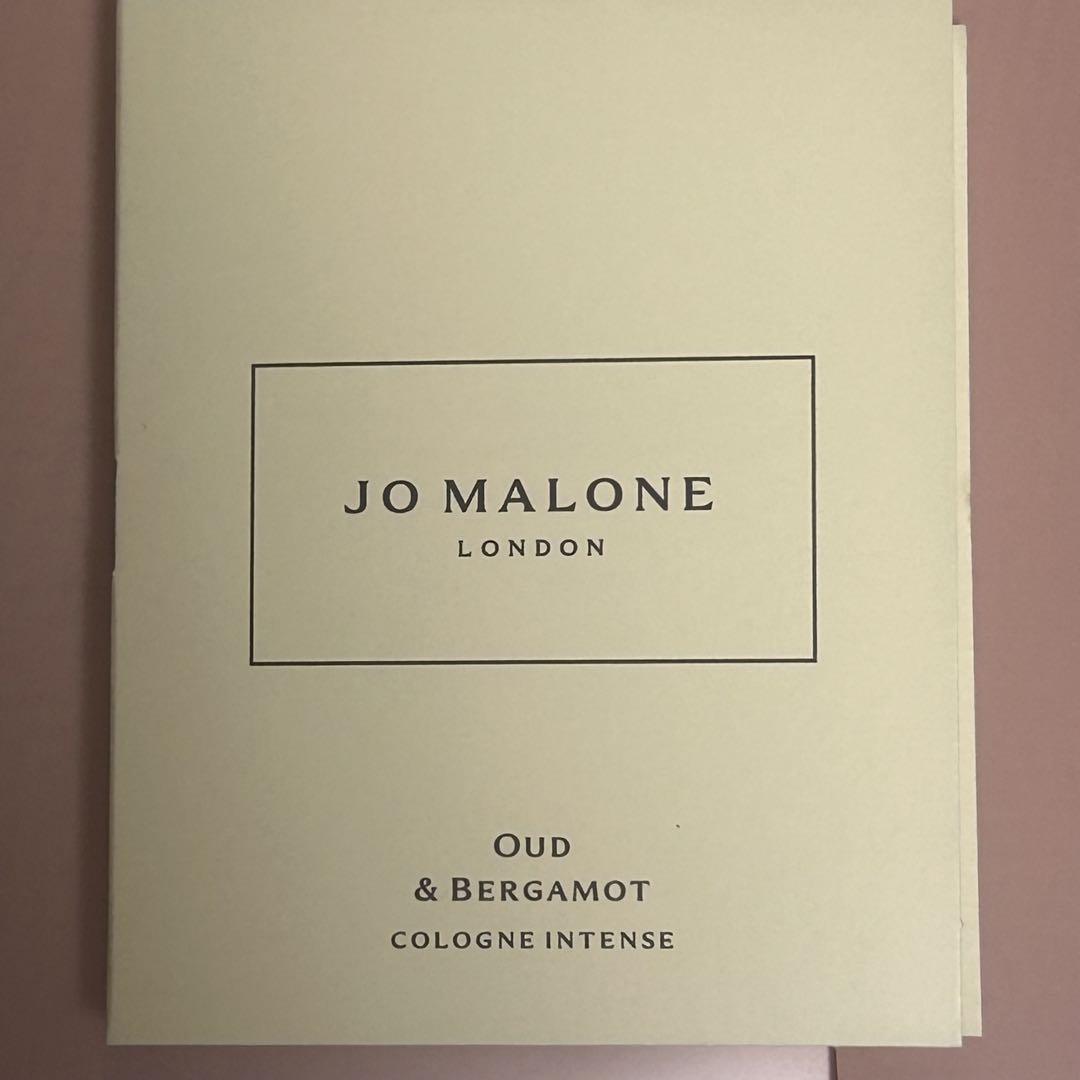 JO MALONE
LONDON
OUD
& BERGAMOT
COLOGNE INTENSE